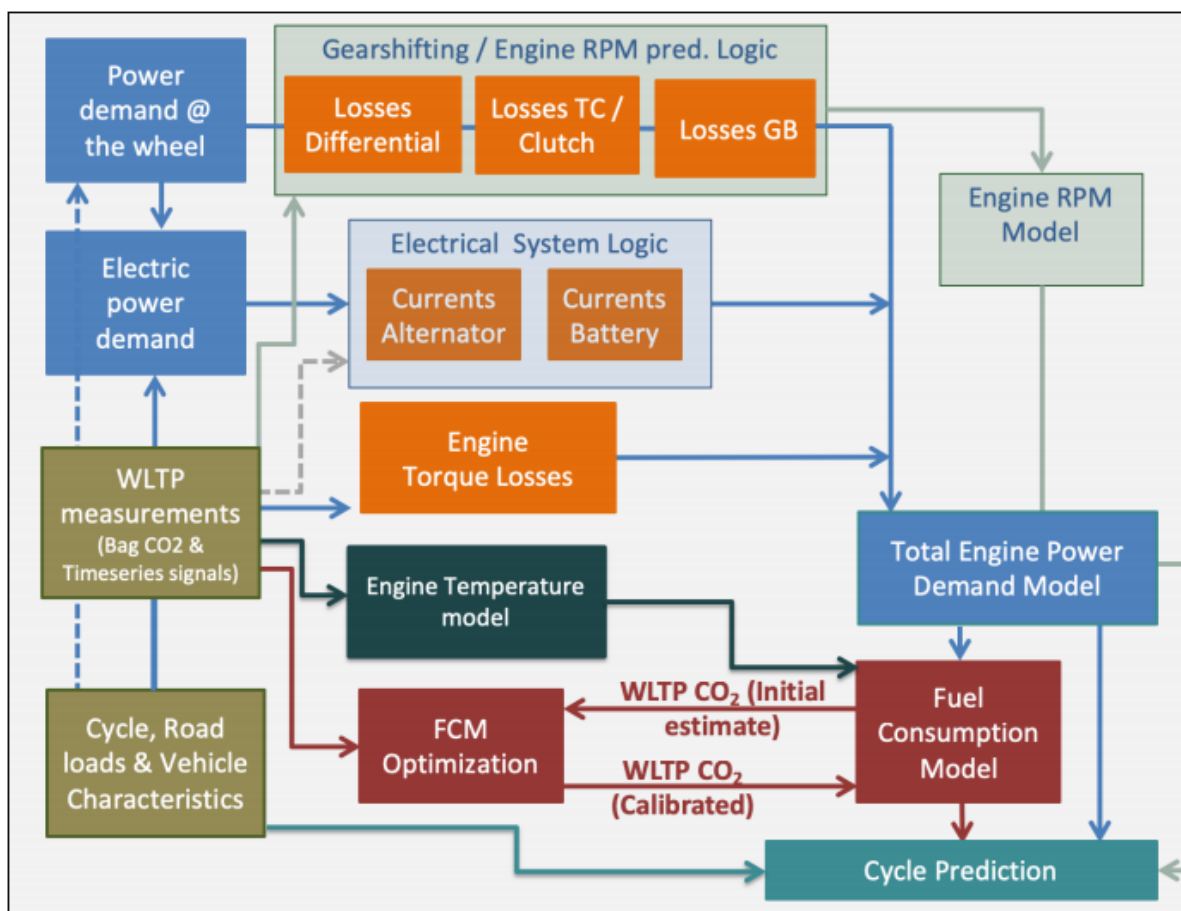 Gearshifting / Engine RPM pred. Logic
Power
demand @
the wheel
Losses
Differential
Losses TC /
Clutch
Losses GB
Engine RPM
Model
Electric
power
demand
Electrical  System Logic
Currents
Alternator
Currents
Battery
Engine
Torque Losses
WLTP
measurements
(Bag CO2 &
Timeseries signals)
Total Engine Power
Demand Model
Engine Temperature
model
Cycle, Road
loads & Vehicle
Characteristics
FCM
Optimization
WLTP CO₂ (Initial
estimate)
WLTP CO₂
(Calibrated)
Fuel
Consumption
Model
Cycle Prediction